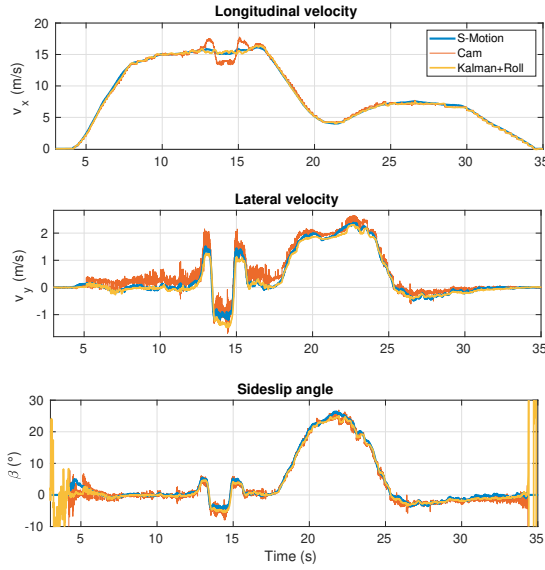 Longitudinal velocity
20
15
10
5
0
v_x (m/s)
S-Motion
Cam
Kalman+Roll
5 10 15 20 25 30 35
Lateral velocity
2
1
0
-1
v_y (m/s)
5 10 15 20 25 30 35
Sideslip angle
30
20
10
0
-10
β (°)
5 10 15 20 25 30 35
Time (s)